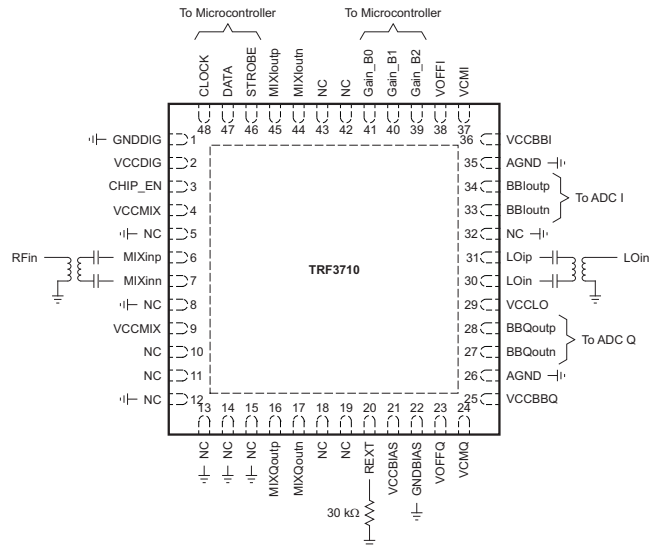 To Microcontroller
To Microcontroller
CLOCK
DATA
STROBE
MIXIoutp
MIXIoutn
NC
NC
Gain_B0
Gain_B1
Gain_B2
VOFFI
VCMI
48 47 46 45 44 43 42 41 40 39 38 37
GNDDIG 1
VCCDIG 2
CHIP_EN 3
VCCMIX 4
NC 5
RFin
MIXinp 6
MIXinn 7
NC 8
VCCMIX 9
NC 10
NC 11
NC 12
TRF3710
36 VCCBBI
35 AGND
34 BBIoutp
To ADC I
33 BBIoutn
32 NC
31 LOip
LOin
30 LOin
29 VCCLO
28 BBQoutp
To ADC Q
27 BBQoutn
26 AGND
25 VCCBBQ
13 14 15 16 17 18 19 20 21 22 23 24
NC
NC
NC
MIXQoutp
MIXQoutn
NC
NC
REXT
VCCBIAS
GNDBIAS
VOFFQ
VCMQ
30 kΩ